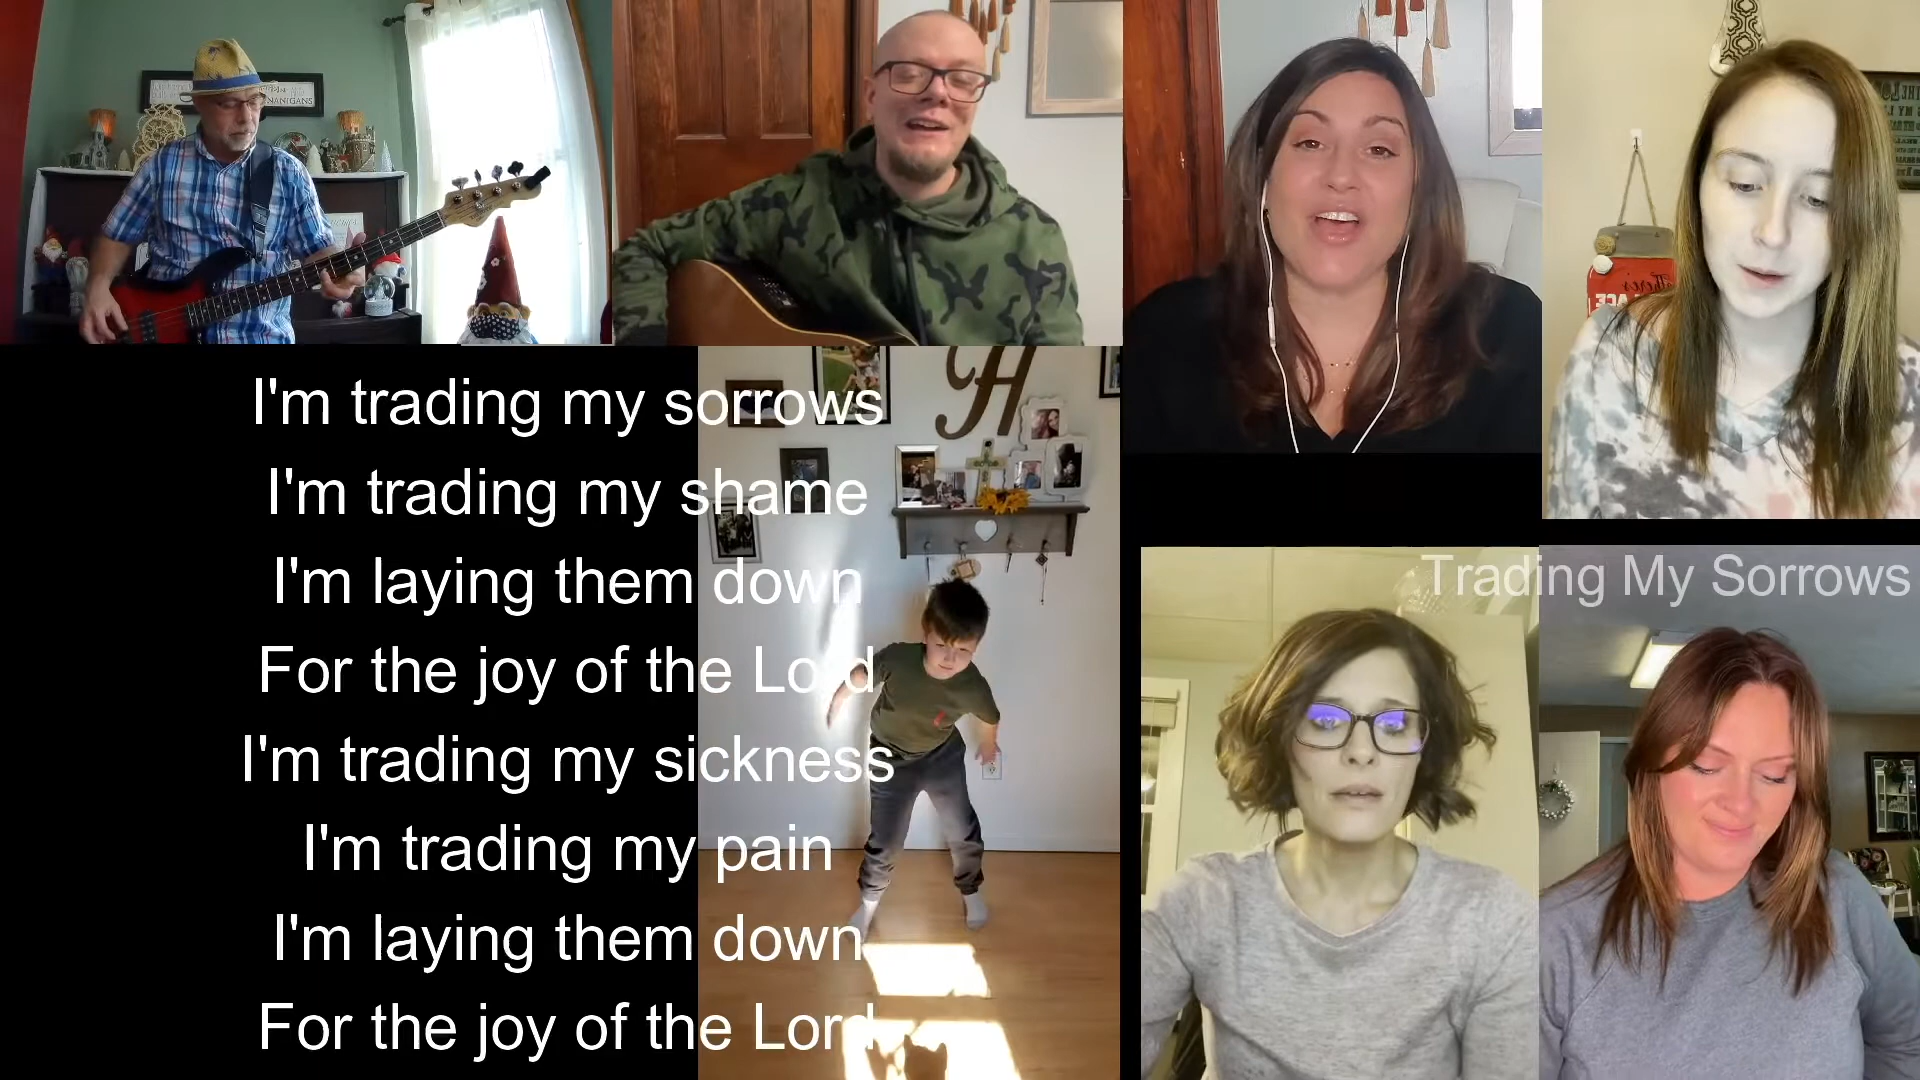 NANIGANS
I'm trading my sorrows
I'm trading my shame
I'm laying them down
For the joy of the Lord
I'm trading my sickness
I'm trading my pain
I'm laying them down
For the joy of the Lord
Trading My Sorrows
H